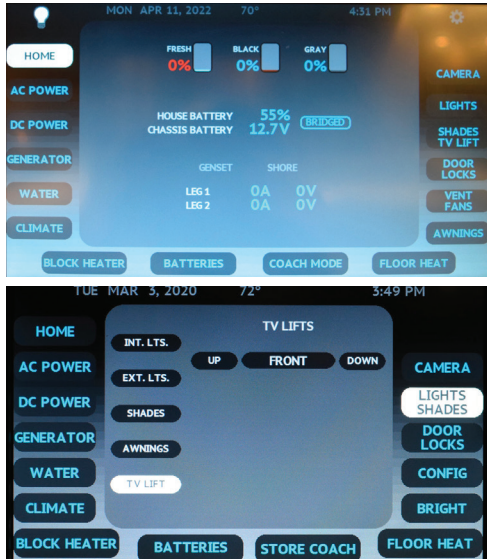 MON APR 11, 2022 70° 4:31 PM
HOME
AC POWER
DC POWER
GENERATOR
WATER
CLIMATE
FRESH 0% BLACK 0% GRAY 0%
HOUSE BATTERY 55%
CHASSIS BATTERY 12.7V BRIDGED
GENSET SHORE
LEG 1 0A 0V
LEG 2 0A 0V
CAMERA
LIGHTS
SHADES
TV LIFT
DOOR
LOCKS
VENT
FANS
AWNINGS
BLOCK HEATER BATTERIES COACH MODE FLOOR HEAT
TUE MAR 3, 2020 72° 3:49 PM
HOME
AC POWER
DC POWER
GENERATOR
WATER
CLIMATE
INT. LTS.
EXT. LTS.
SHADES
AWNINGS
TV LIFT
TV LIFTS
UP FRONT DOWN
CAMERA
LIGHTS
SHADES
DOOR
LOCKS
CONFIG
BRIGHT
BLOCK HEATER BATTERIES STORE COACH FLOOR HEAT